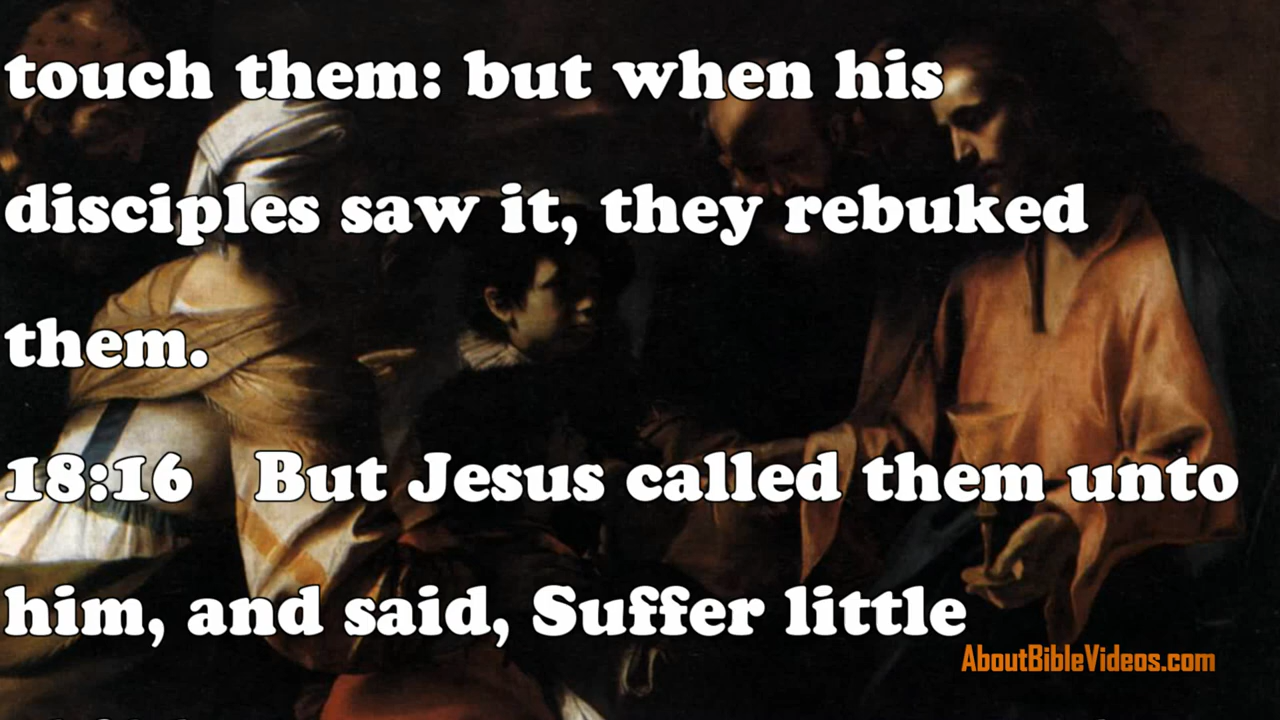 touch them: but when his
disciples saw it, they rebuked
them.
18:16 But Jesus called them unto
him, and said, Suffer little
AboutBibleVideos.com